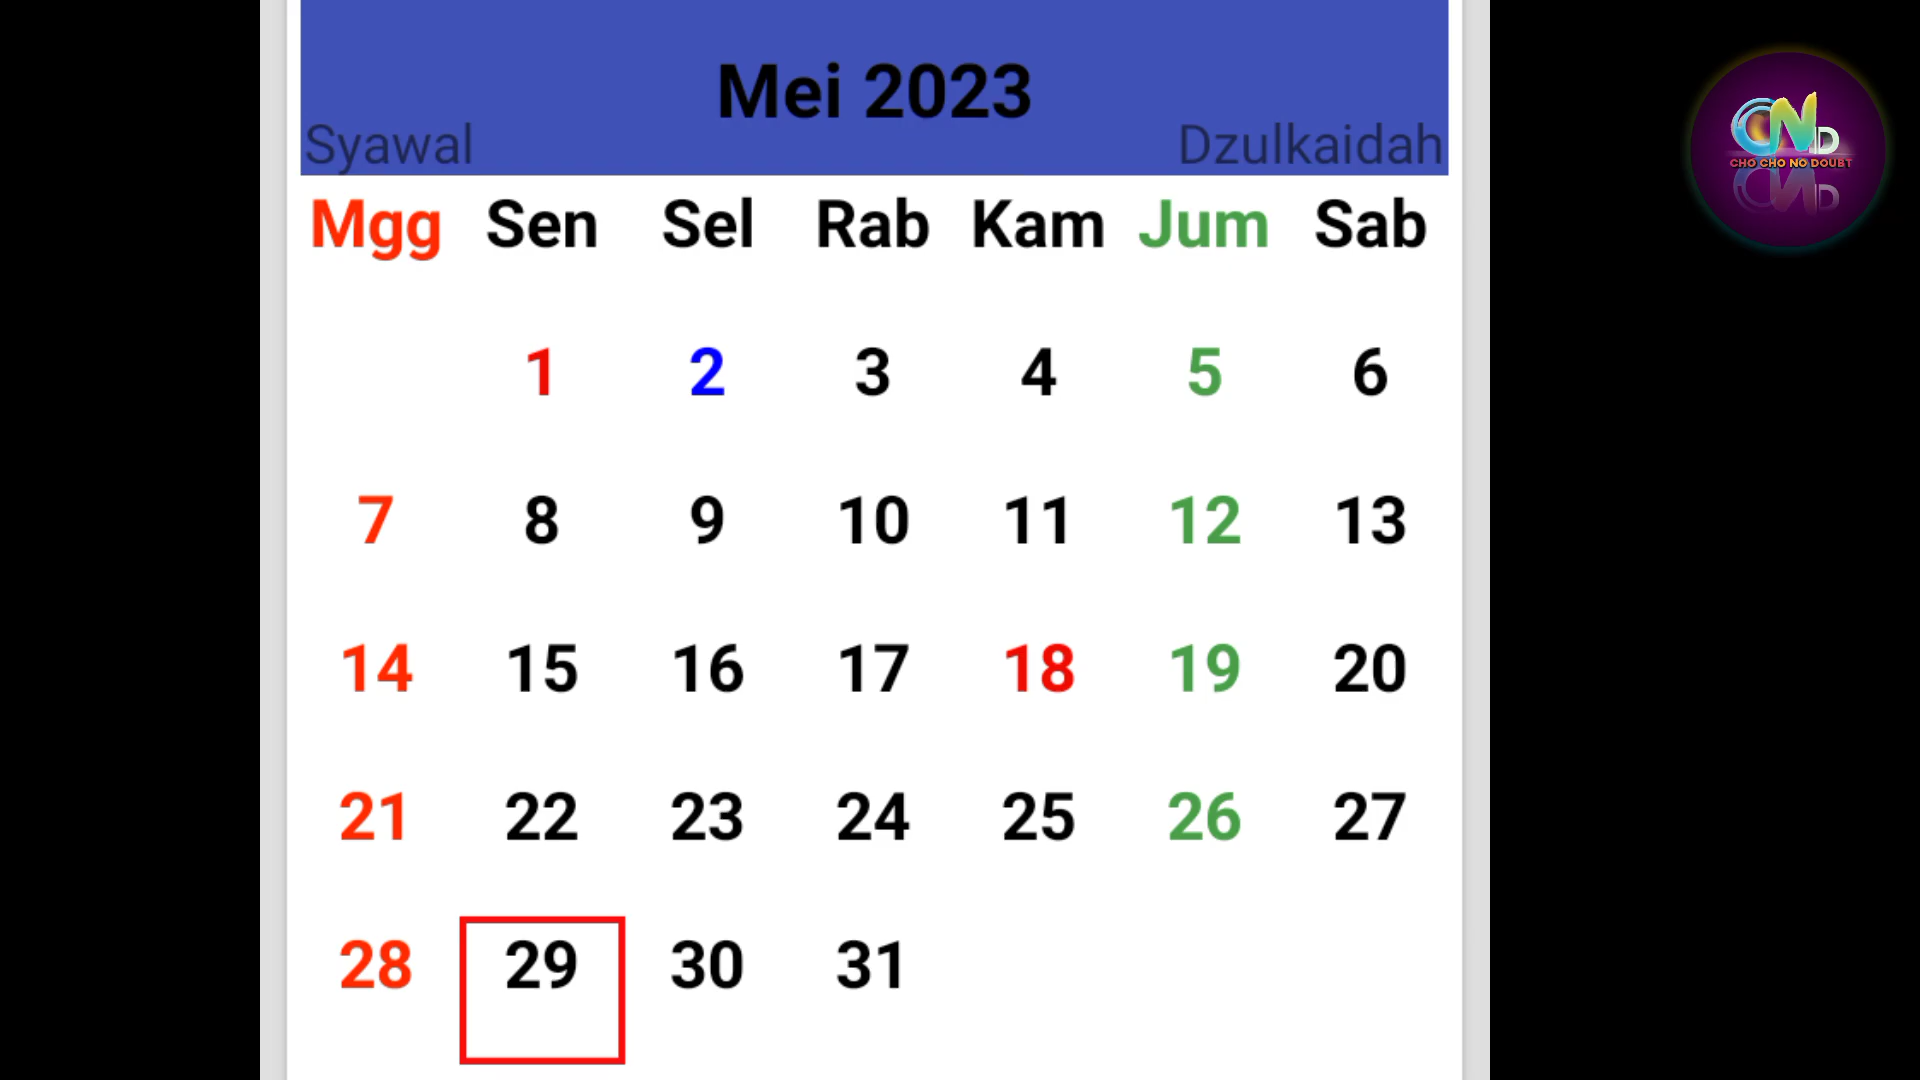 Mei 2023
Syawal Dzulkaidah
Mgg Sen Sel Rab Kam Jum Sab
1 2 3 4 5 6
7 8 9 10 11 12 13
14 15 16 17 18 19 20
21 22 23 24 25 26 27
28 29 30 31
CND
CHO CHO NO DOUBT